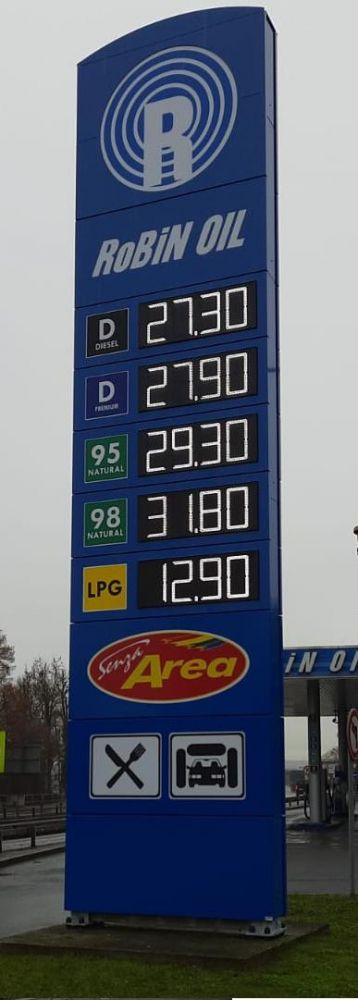 R
RoBiN OIL
D DIESEL 27.30
D PREMIUM 27.90
95 NATURAL 29.30
98 NATURAL 31.80
LPG 12.90
Senza Area
iN O